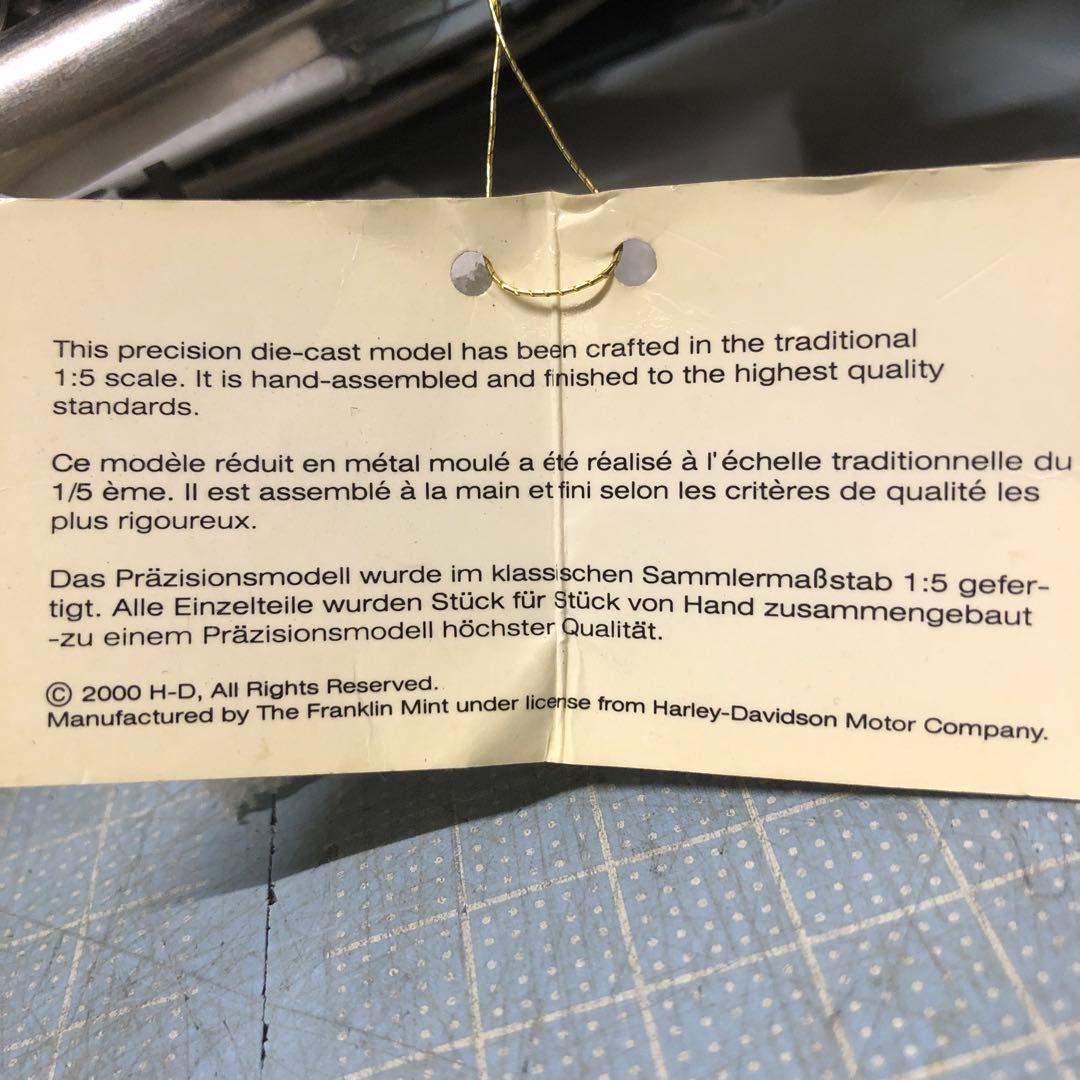 This precision die-cast model has been crafted in the traditional
1:5 scale. It is hand-assembled and finished to the highest quality
standards.
Ce modèle réduit en métal moulé a été réalisé à l'échelle traditionnelle du
1/5 ème. Il est assemblé à la main et fini selon les critères de qualité les
plus rigoureux.
Das Präzisionsmodell wurde im klassischen Sammlermaßstab 1:5 gefer-
tigt. Alle Einzelteile wurden Stück für Stück von Hand zusammengebaut
-zu einem Präzisionsmodell höchster Qualität.
© 2000 H-D, All Rights Reserved.
Manufactured by The Franklin Mint under license from Harley-Davidson Motor Company.